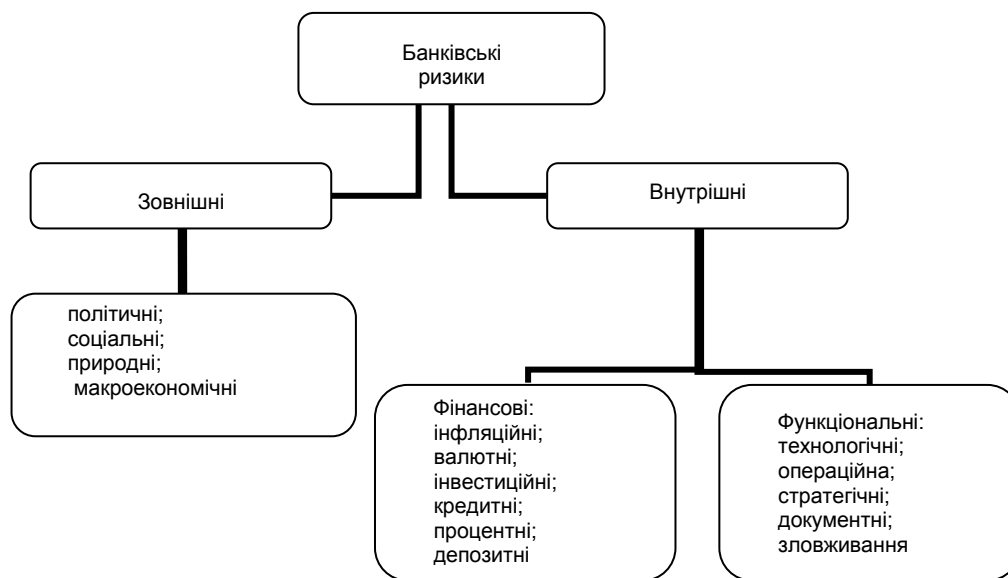 Банківські
ризики
Зовнішні
Внутрішні
політичні;
соціальні;
природні;
макроекономічні
Фінансові:
інфляційні;
валютні;
інвестиційні;
кредитні;
процентні;
депозитні
Функціональні:
технологічні;
операційна;
стратегічні;
документні;
зловживання